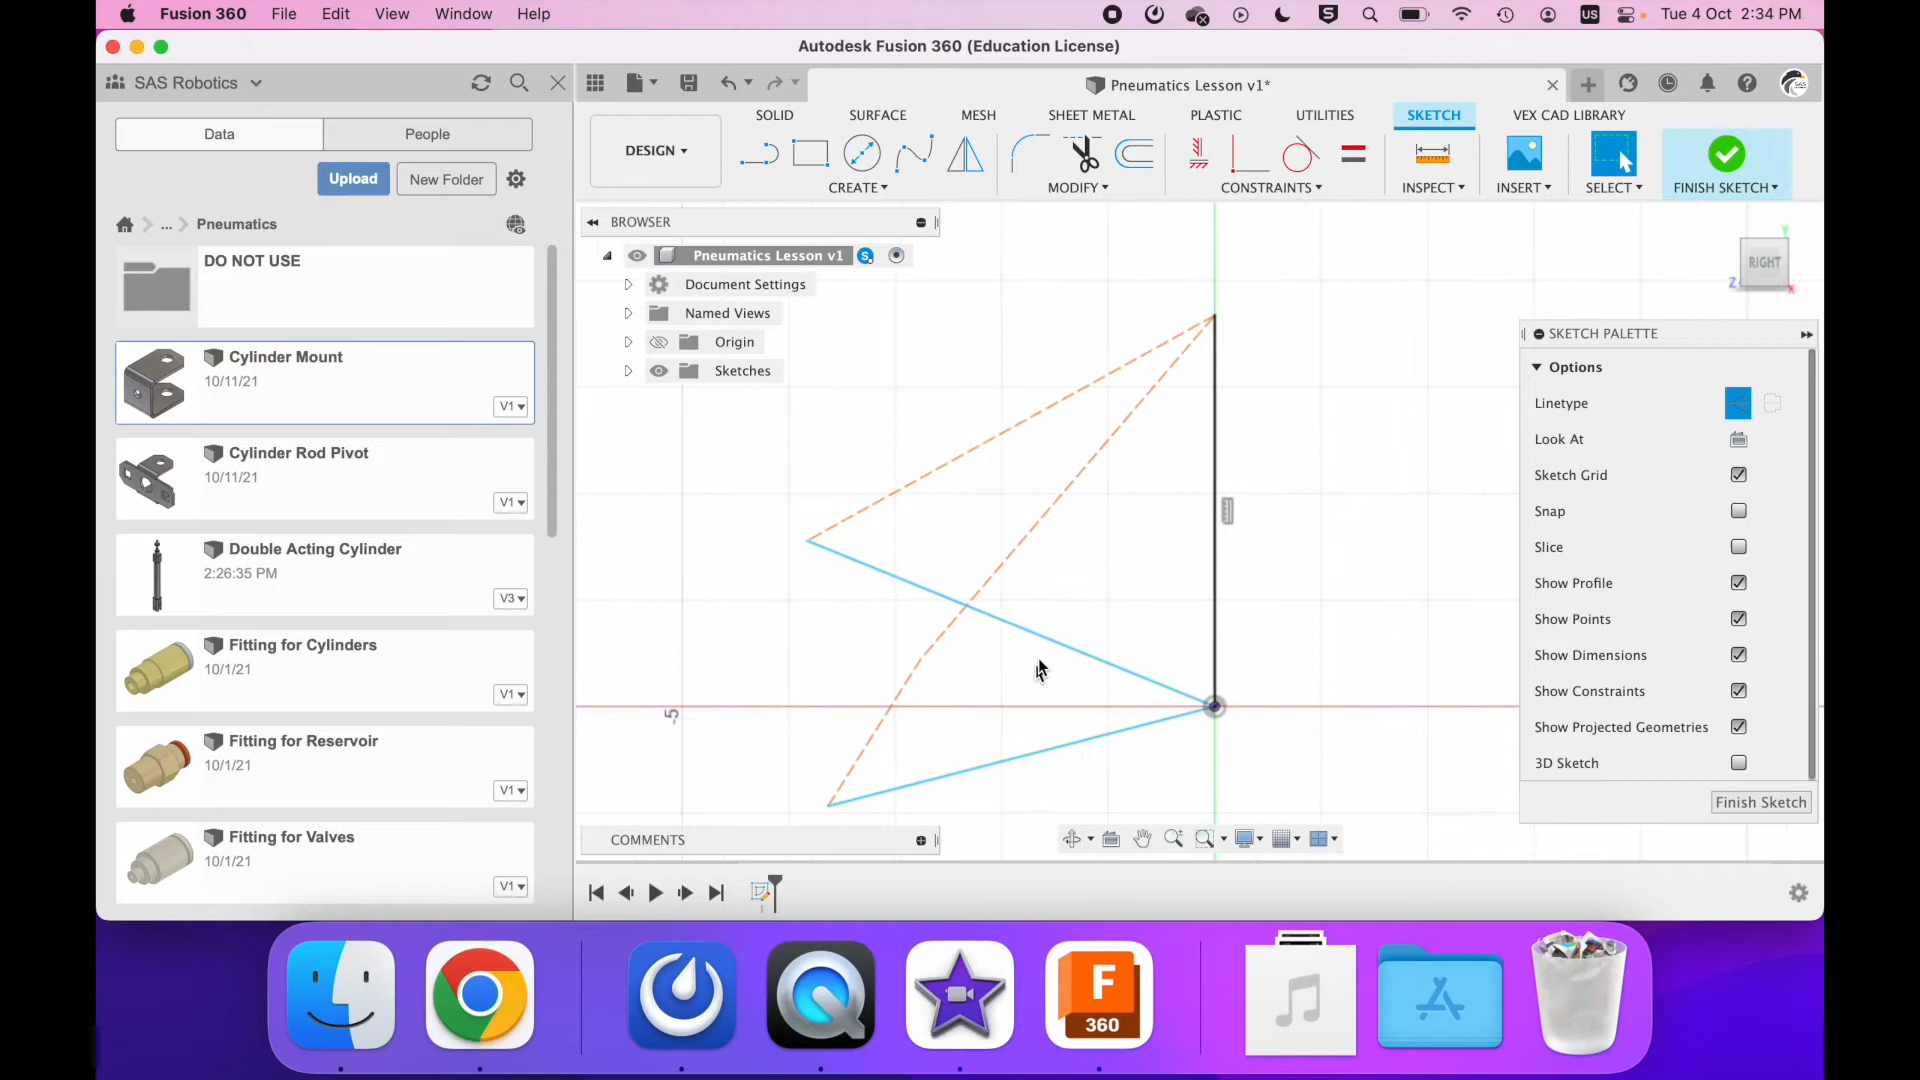 Fusion 360 File Edit View Window Help
US Tue 4 Oct 2:34 PM
Autodesk Fusion 360 (Education License)
SAS Robotics
Pneumatics Lesson v1*
Data People
Upload New Folder
... Pneumatics
DO NOT USE
Cylinder Mount
10/11/21
V1
Cylinder Rod Pivot
10/11/21
V1
Double Acting Cylinder
2:26:35 PM
V3
Fitting for Cylinders
10/1/21
V1
Fitting for Reservoir
10/1/21
V1
Fitting for Valves
10/1/21
V1
SOLID SURFACE MESH SHEET METAL PLASTIC UTILITIES SKETCH VEX CAD LIBRARY
DESIGN
CREATE MODIFY CONSTRAINTS INSPECT INSERT SELECT FINISH SKETCH
BROWSER
Pneumatics Lesson v1 S
Document Settings
Named Views
Origin
Sketches
-5
Y
RIGHT
Z X
SKETCH PALETTE
Options
Linetype
Look At
Sketch Grid
Snap
Slice
Show Profile
Show Points
Show Dimensions
Show Constraints
Show Projected Geometries
3D Sketch
Finish Sketch
COMMENTS
F
360